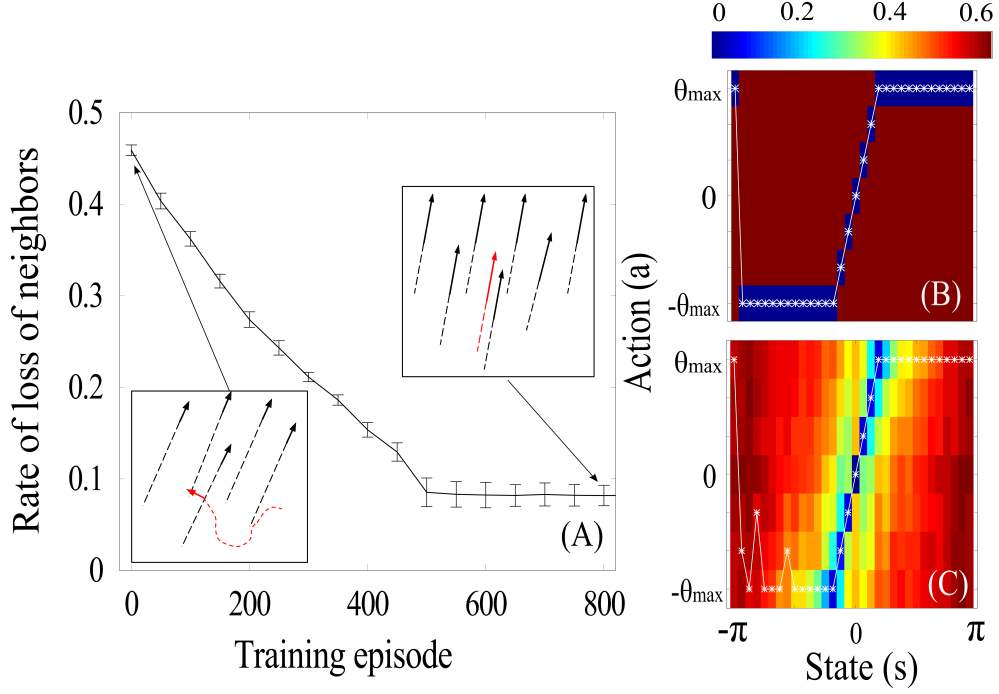 0 0.2 0.4 0.6
0.5
0.4
0.3
0.2
0.1
0
Rate of loss of neighbors
(A)
0 200 400 600 800
Training episode
θmax
0
-θmax
(B)
Action (a)
θmax
0
-θmax
(C)
-π 0 π
State (s)